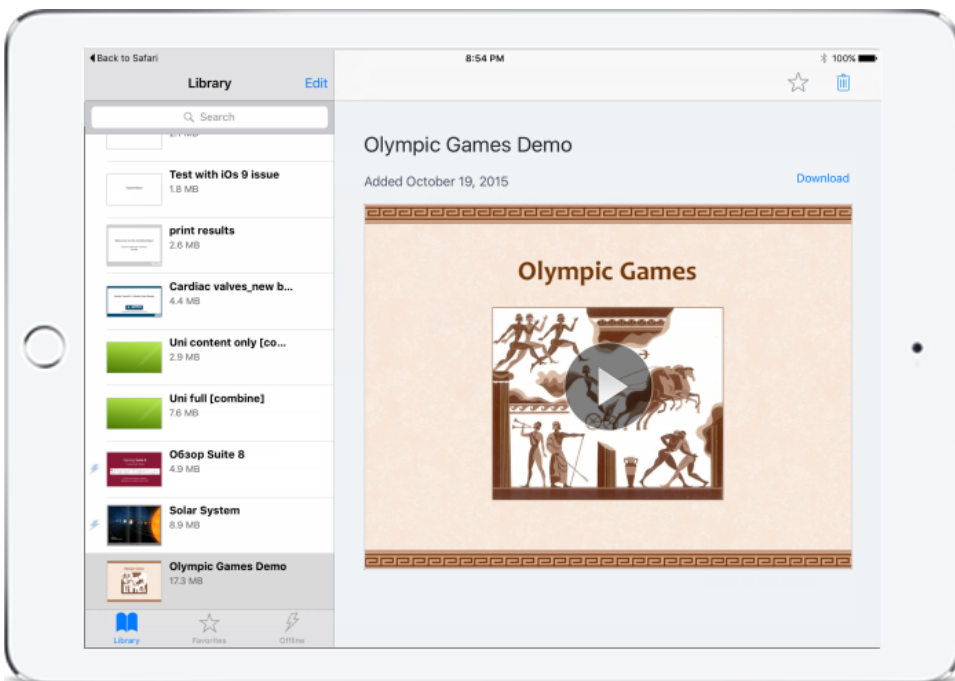 Back to Safari
8:54 PM
100%
Library
Edit
Search
Test with iOs 9 issue
1.8 MB
print results
2.6 MB
Cardiac valves_new b...
4.4 MB
Uni content only [co...
2.9 MB
Uni full [combine]
7.6 MB
Обзор Suite 8
4.9 MB
Solar System
8.9 MB
Olympic Games Demo
17.3 MB
Library
Favorites
Offline
Olympic Games Demo
Added October 19, 2015
Download
Olympic Games